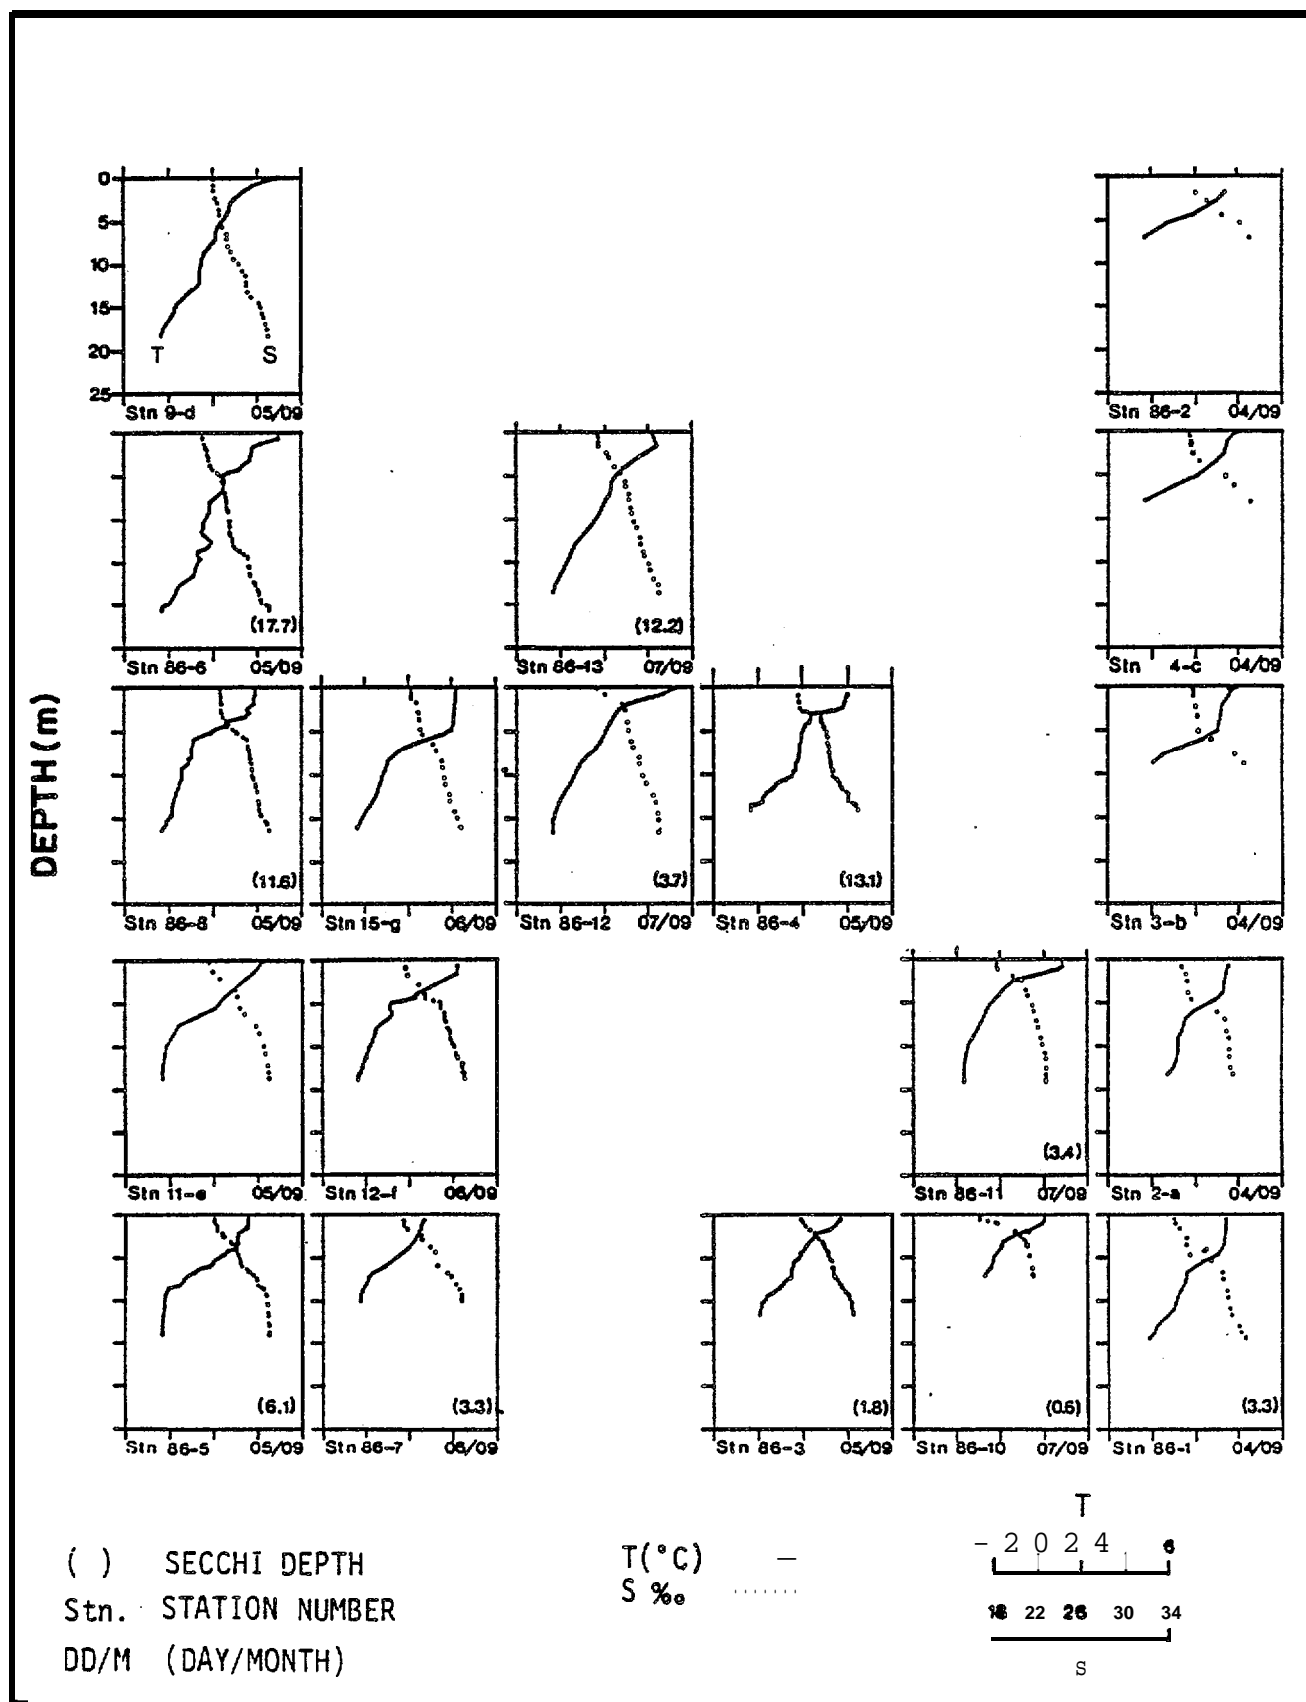 0
5
10
15
20
25
T S
Stn 9-d 05/09
Stn 86-2 04/09
(17.7)
(12.2)
Stn 86-6 05/09
Stn 86-13 07/09
Stn 4-c 04/09
DEPTH (m)
(11.6)
(3.7)
(13.1)
Stn 86-8 05/09
Stn 15-g 06/09
Stn 86-12 07/09
Stn 86-4 05/09
Stn 3-b 04/09
(3.4)
Stn 11-e 05/09
Stn 12-f 06/09
Stn 86-11 07/09
Stn 2-a 04/09
(6.1)
(3.3)
(1.8)
(0.6)
(3.3)
Stn 86-5 05/09
Stn 86-7 06/09
Stn 86-3 05/09
Stn 86-10 07/09
Stn 86-1 04/09
T
( ) SECCHI DEPTH
T(°C) —
- 2 0 2 4 6
Stn. STATION NUMBER
S ‰ ·······
18 22 26 30 34
DD/M (DAY/MONTH)
S